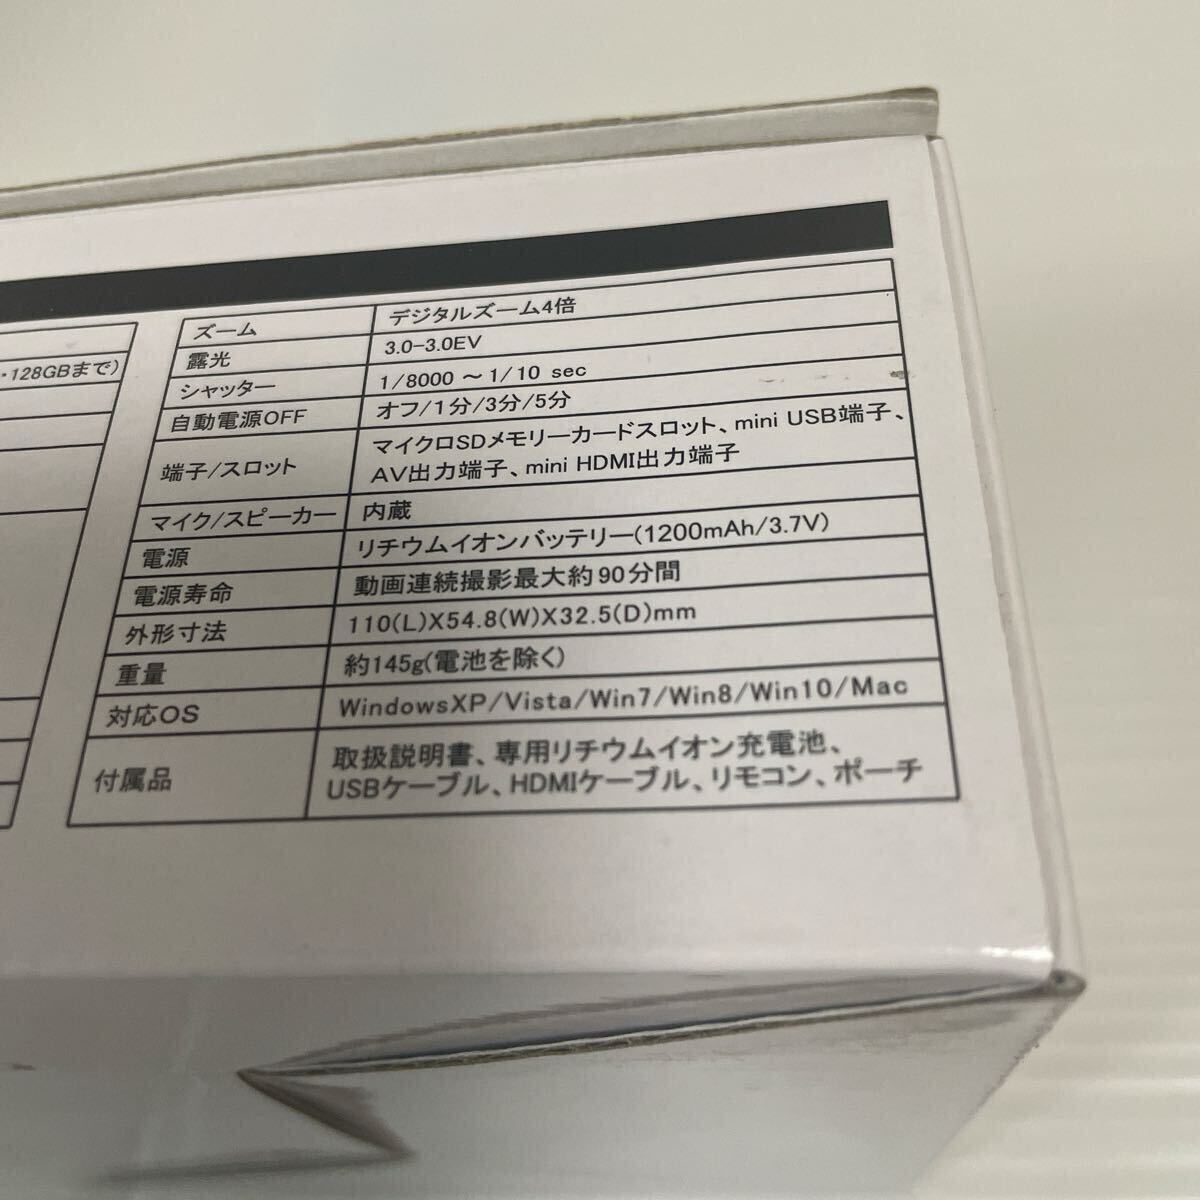 ・128GBまで)
ズーム デジタルズーム4倍
露光 3.0-3.0EV
シャッター 1/8000 ～ 1/10 sec
自動電源OFF オフ/1分/3分/5分
端子/スロット マイクロSDメモリーカードスロット、mini USB端子、
AV出力端子、mini HDMI出力端子
マイク/スピーカー 内蔵
電源 リチウムイオンバッテリー(1200mAh/3.7V)
電源寿命 動画連続撮影最大約90分間
外形寸法 110(L)X54.8(W)X32.5(D)mm
重量 約145g(電池を除く)
対応OS WindowsXP/Vista/Win7/Win8/Win10/Mac
付属品 取扱説明書、専用リチウムイオン充電池、
USBケーブル、HDMIケーブル、リモコン、ポーチ